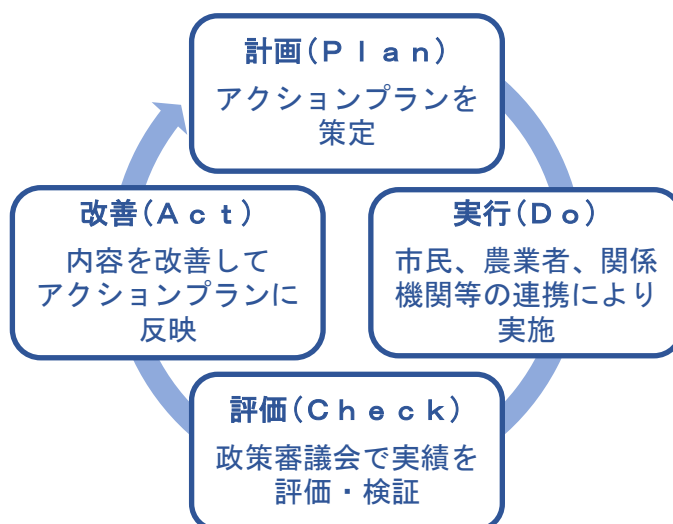 計画(Ｐｌａｎ)
アクションプランを
策定
実行(Ｄｏ)
市民、農業者、関係
機関等の連携により
実施
評価(Ｃｈｅｃｋ)
政策審議会で実績を
評価・検証
改善(Ａｃｔ)
内容を改善して
アクションプランに
反映